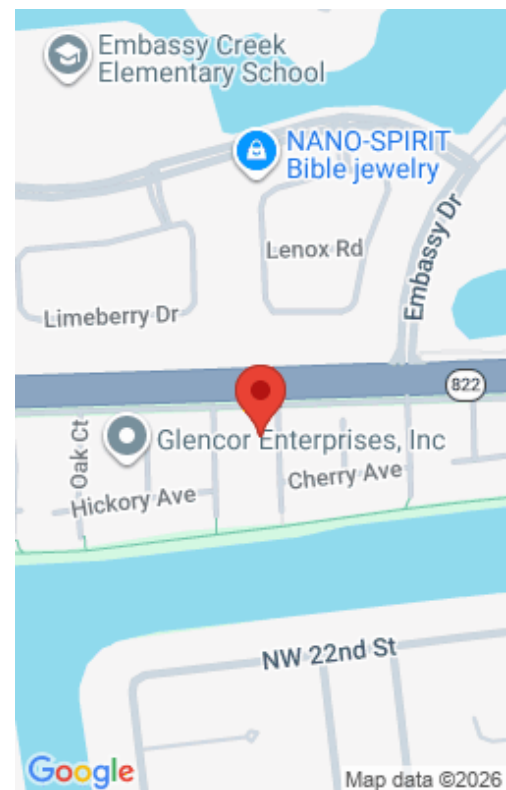 Embassy Creek
Elementary School
NANO-SPIRIT
Bible jewelry
Lenox Rd
Embassy Dr
Limeberry Dr
822
Oak Ct
Glencor Enterprises, Inc
Cherry Ave
Hickory Ave
NW 22nd St
Google
Map data ©2026